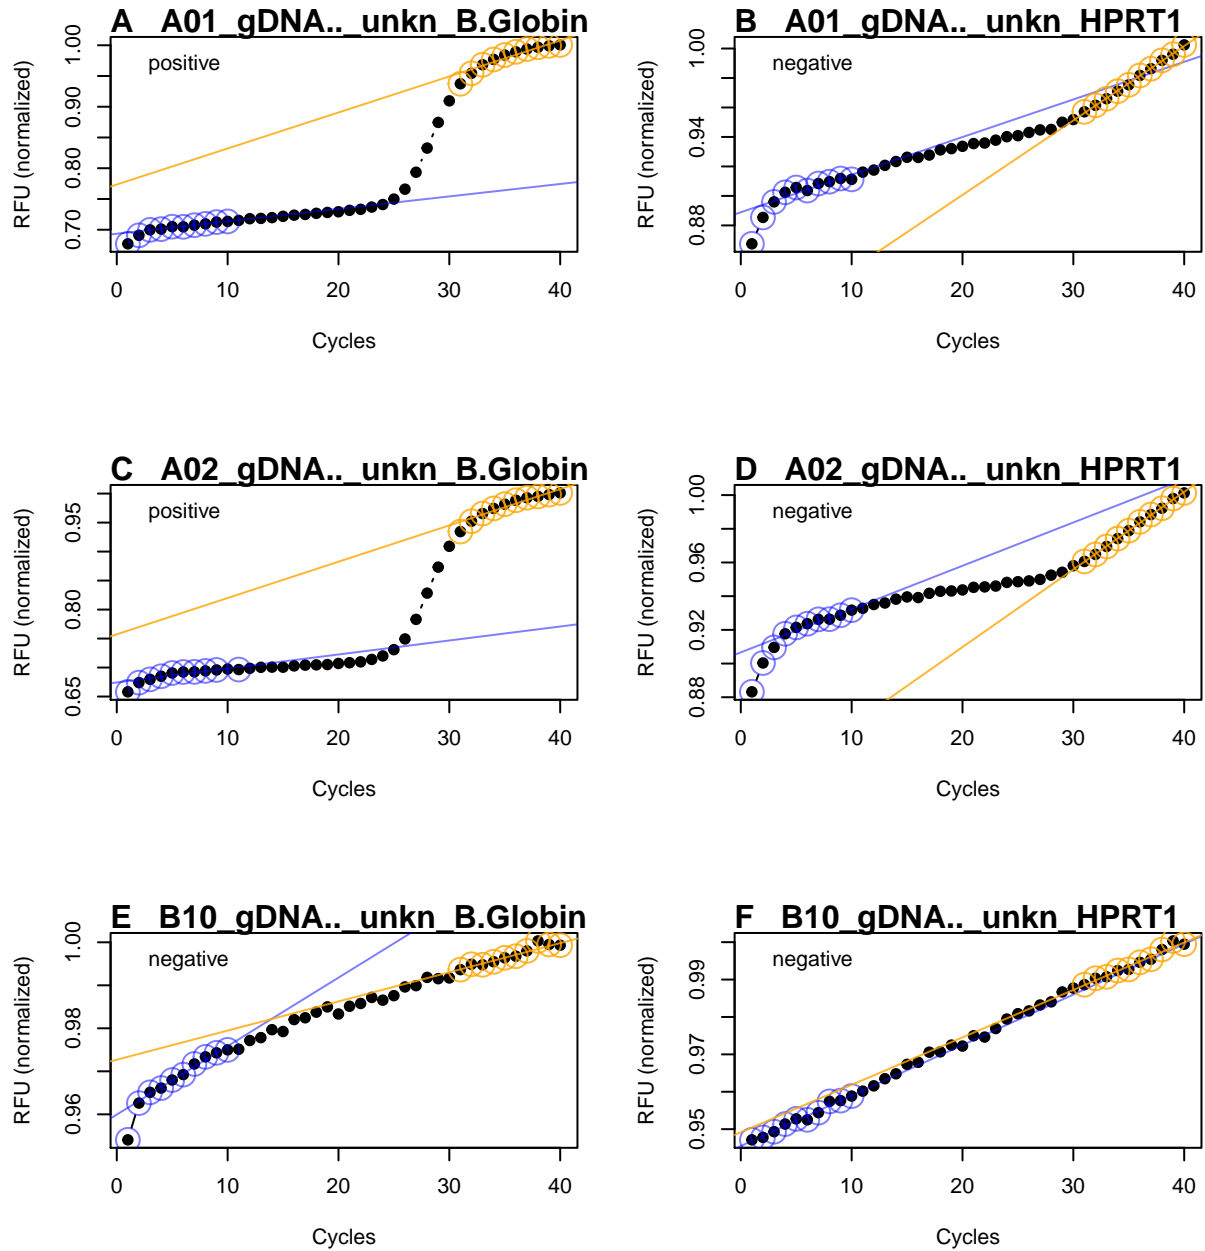 A A01_gDNA.._unkn_B.Globin
positive
RFU (normalized)
1.00
0.90
0.80
0.70
0 10 20 30 40
Cycles
B A01_gDNA.._unkn_HPRT1
negative
RFU (normalized)
1.00
0.94
0.88
0 10 20 30 40
Cycles
C A02_gDNA.._unkn_B.Globin
positive
RFU (normalized)
0.95
0.80
0.65
0 10 20 30 40
Cycles
D A02_gDNA.._unkn_HPRT1
negative
RFU (normalized)
1.00
0.96
0.92
0.88
0 10 20 30 40
Cycles
E B10_gDNA.._unkn_B.Globin
negative
RFU (normalized)
1.00
0.98
0.96
0 10 20 30 40
Cycles
F B10_gDNA.._unkn_HPRT1
negative
RFU (normalized)
0.99
0.97
0.95
0 10 20 30 40
Cycles